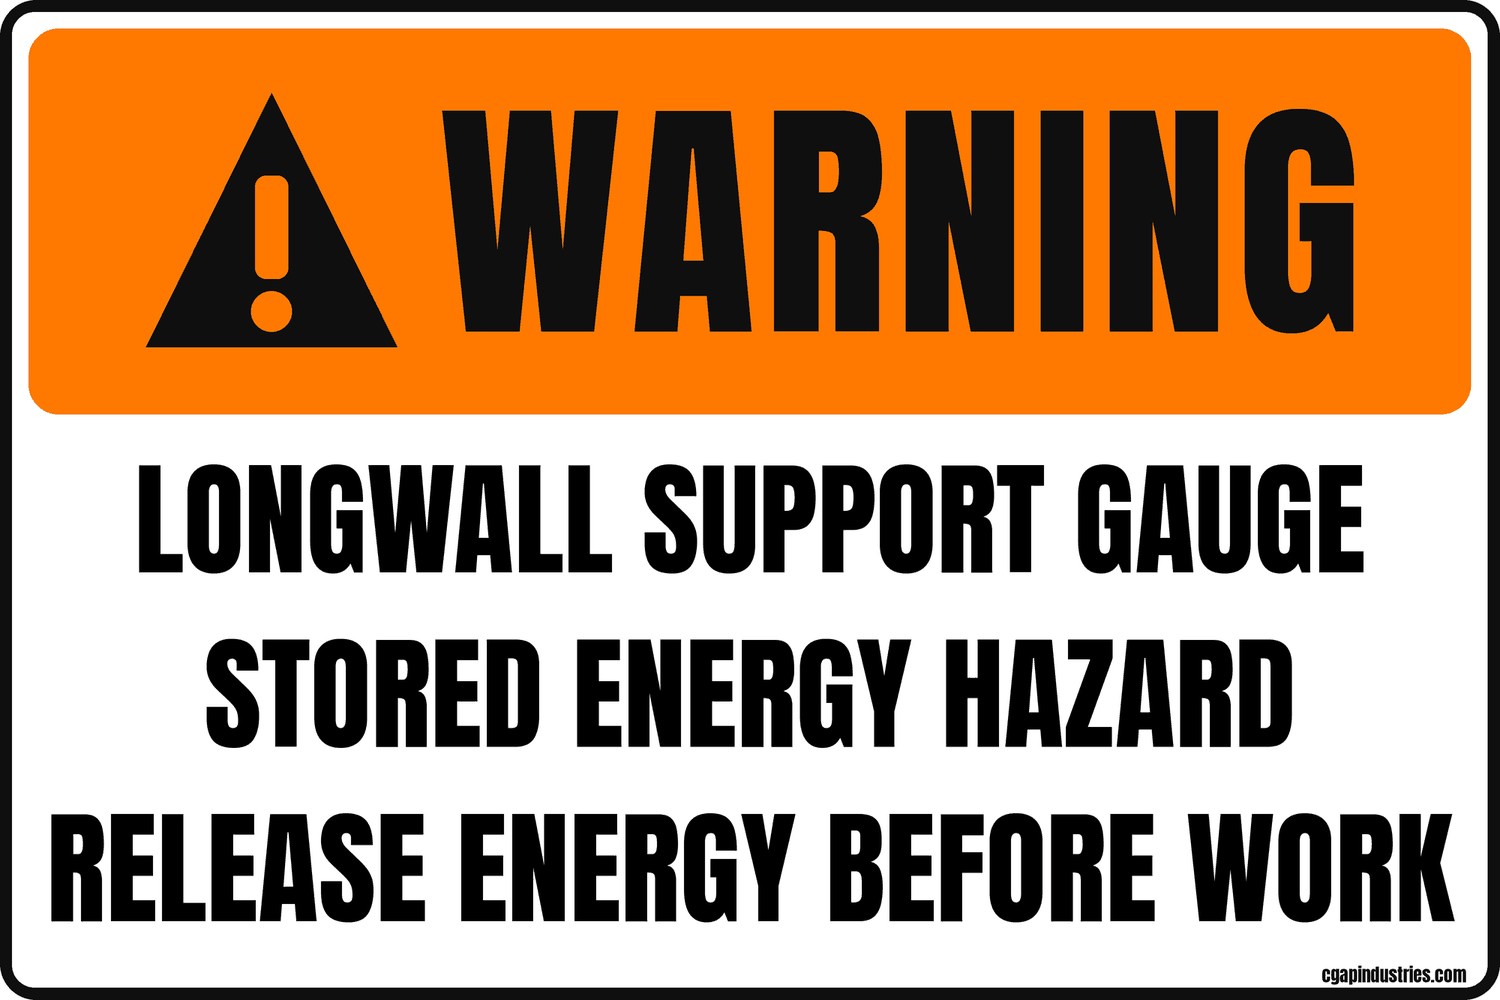 WARNING
LONGWALL SUPPORT GAUGE
STORED ENERGY HAZARD
RELEASE ENERGY BEFORE WORK
cgapindustries.com